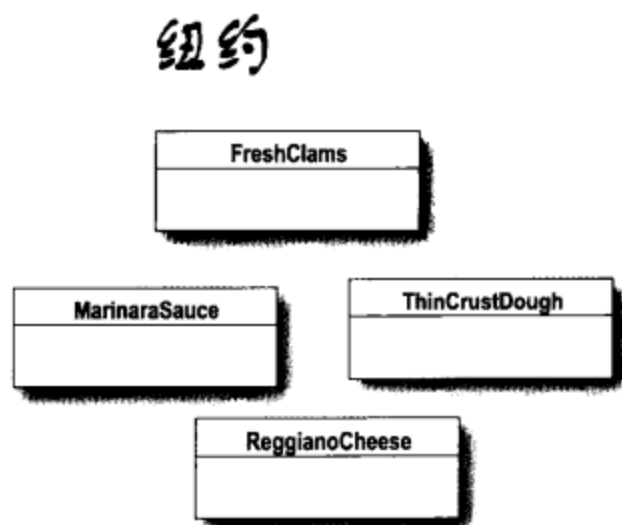 纽约
FreshClams
MarinaraSauce
ThinCrustDough
ReggianoCheese